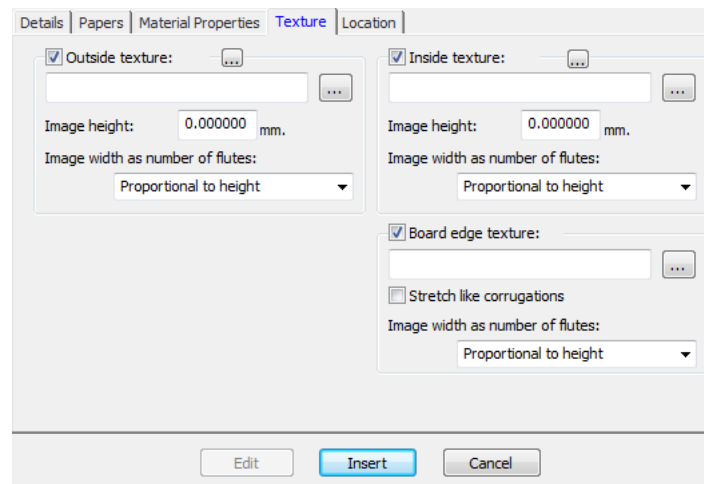 Details Papers Material Properties Texture Location
Outside texture: ...
...
Image height: 0.000000 mm.
Image width as number of flutes:
Proportional to height
Inside texture: ...
...
Image height: 0.000000 mm.
Image width as number of flutes:
Proportional to height
Board edge texture:
...
Stretch like corrugations
Image width as number of flutes:
Proportional to height
Edit Insert Cancel